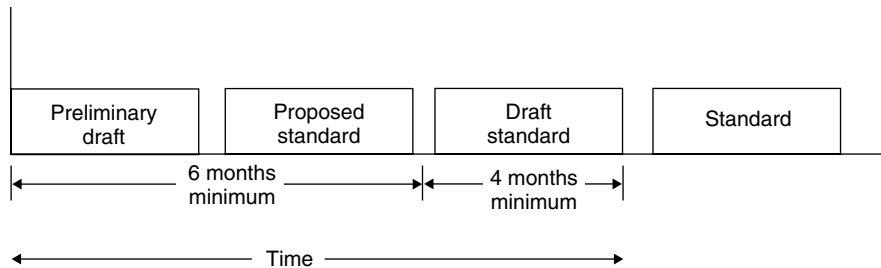 Preliminary
draft
Proposed
standard
Draft
standard
Standard
6 months
minimum
4 months
minimum
Time